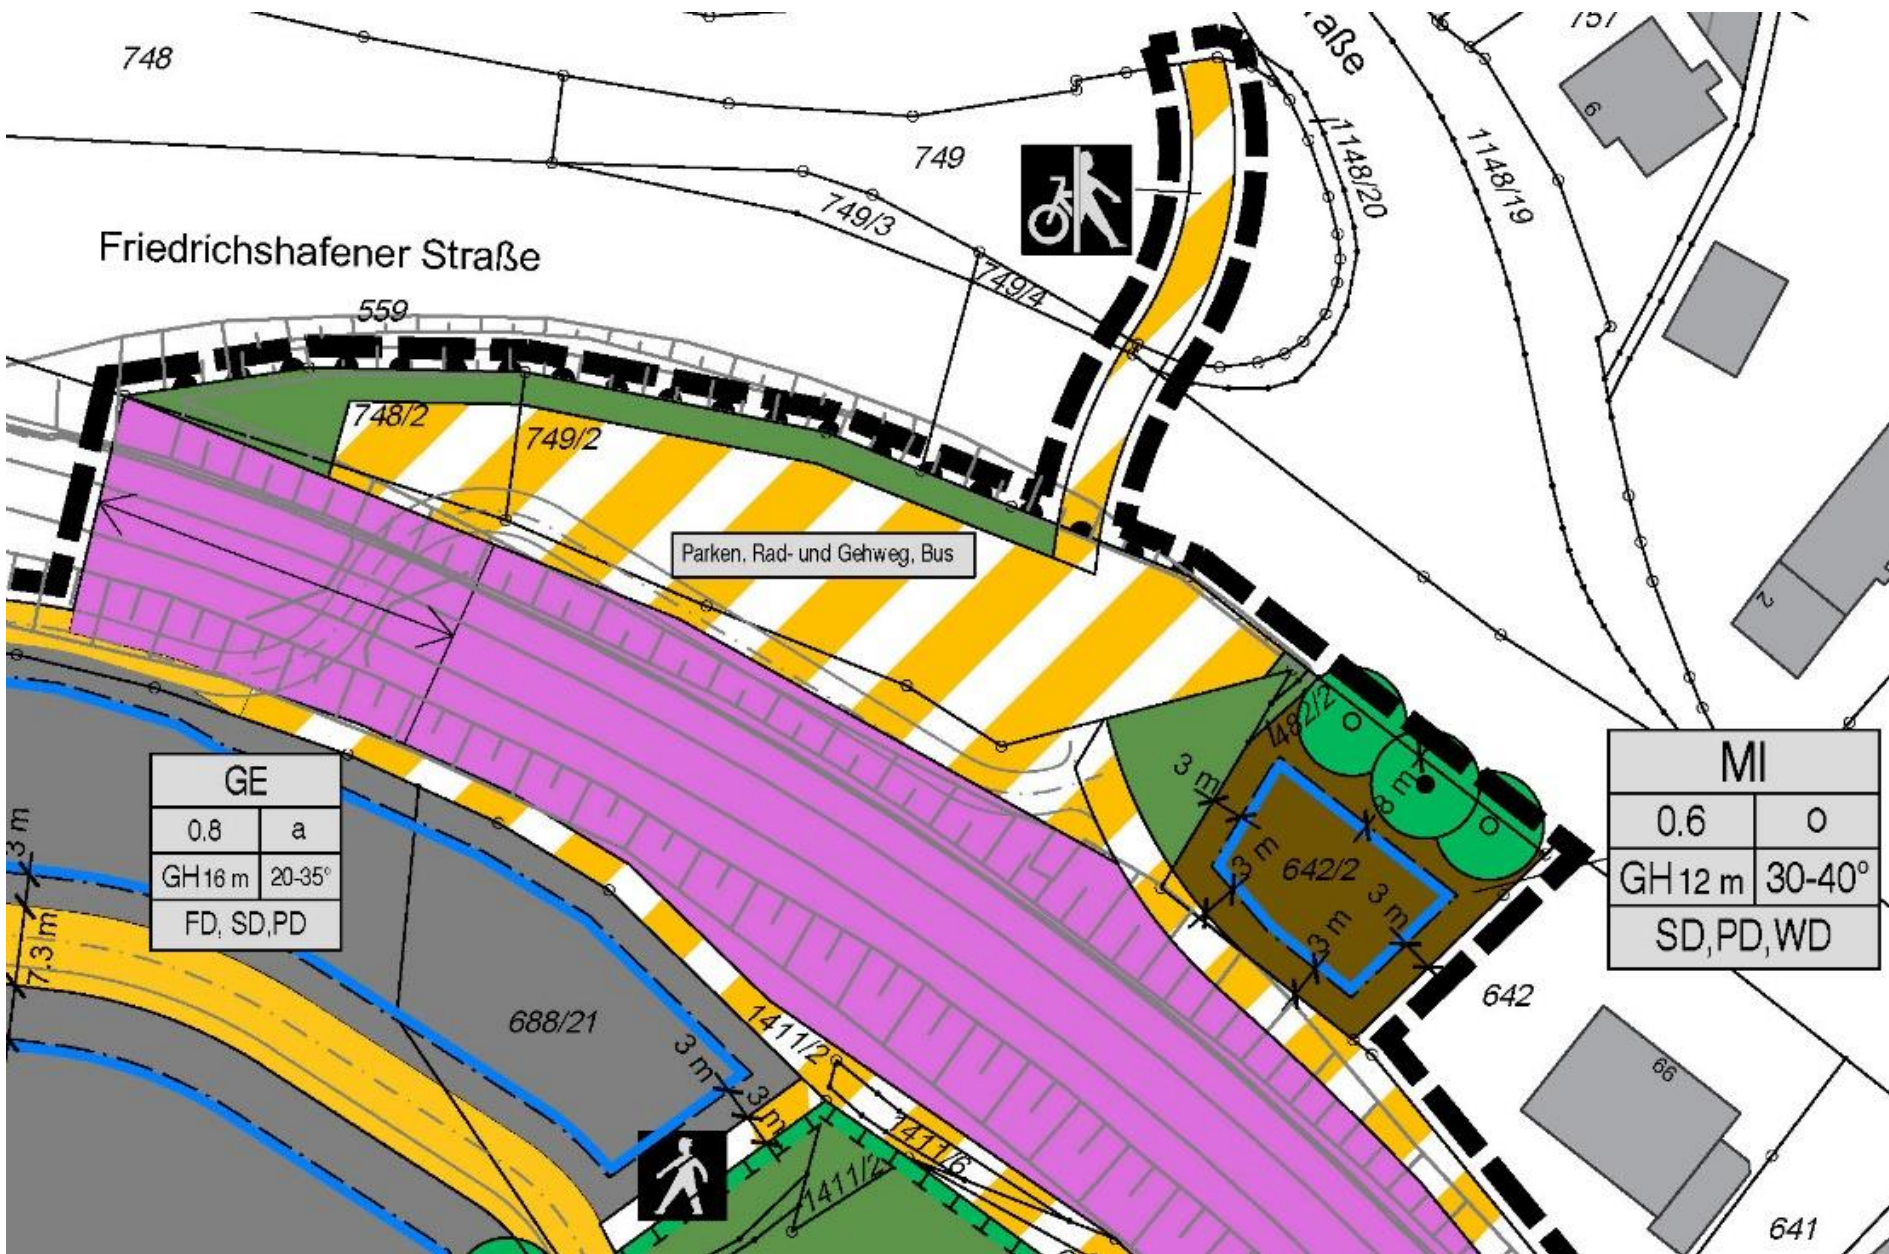 748
757
749
6
1148/20
1148/19
749/3
Friedrichshafener Straße
749/4
559
748/2
749/2
Parken, Rad- und Gehweg, Bus
2
1482/2
3 m
8 m
MI
0.6 o
GH 12 m 30-40°
SD,PD,WD
GE
0.8 a
GH 16 m 20-35°
FD, SD,PD
3 m
3 m
642/2
3 m
3 m
7.3 m
642
688/21
1411/2
3 m
3 m
66
1411/6
1411/2
641